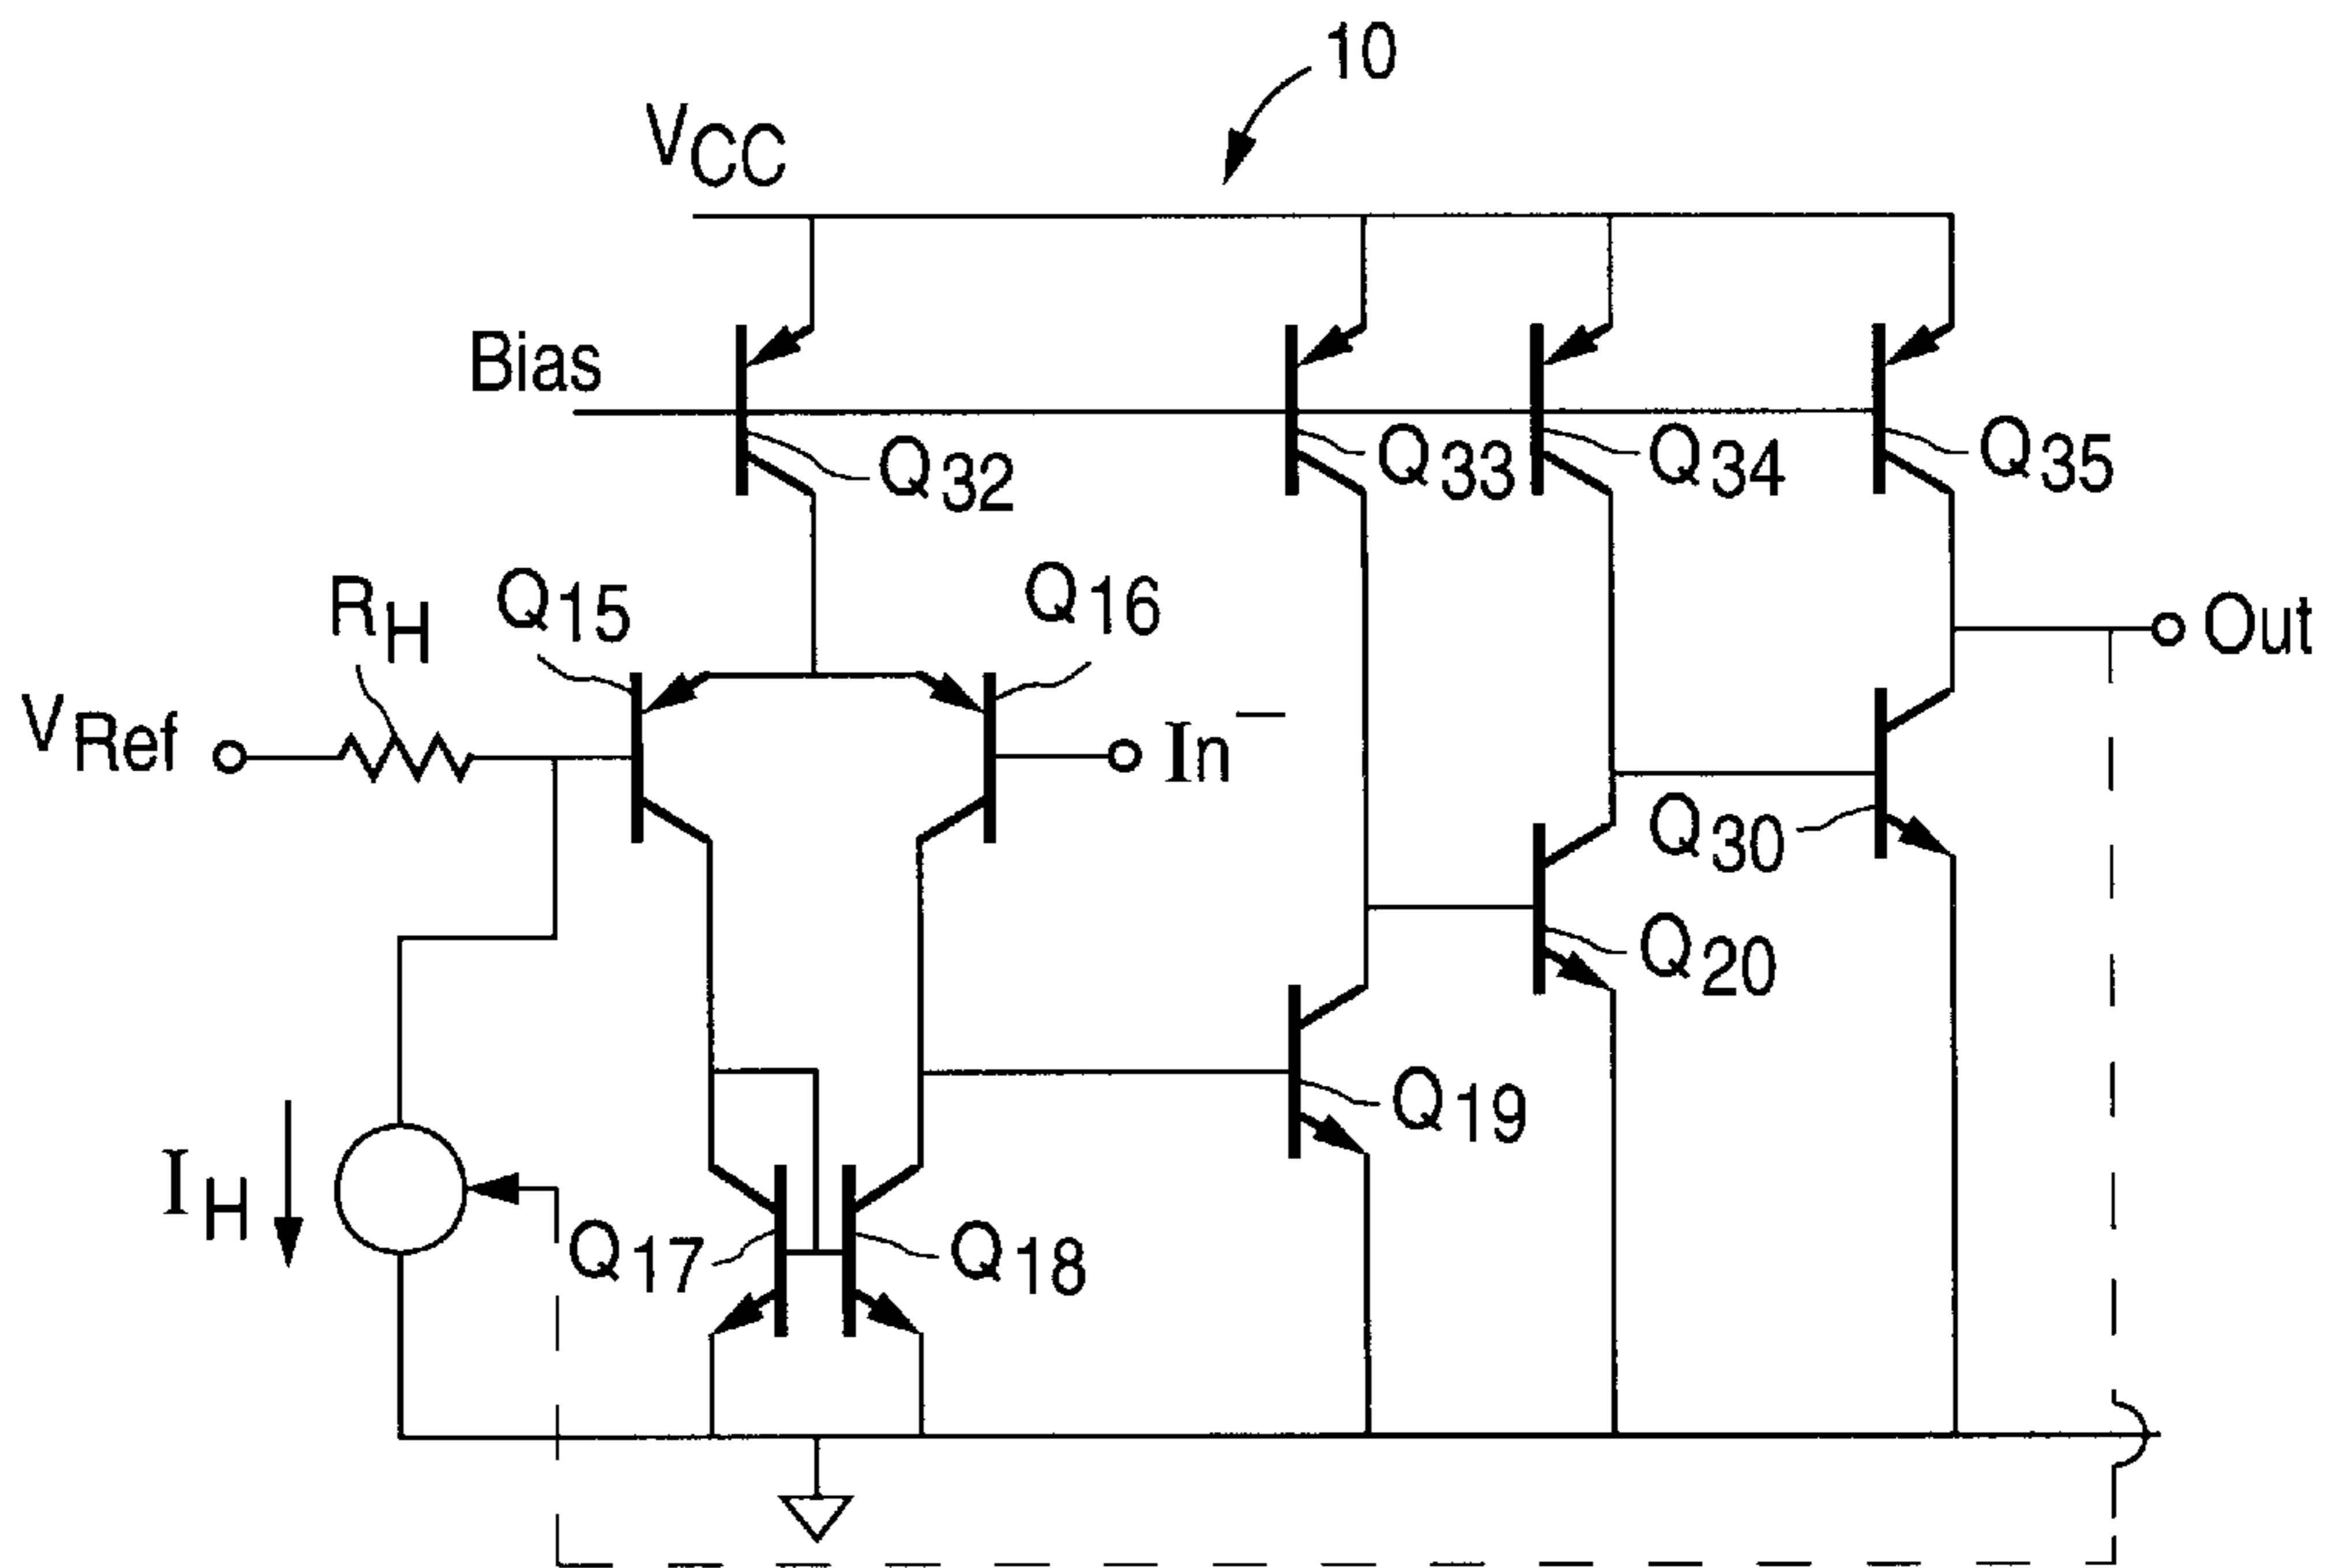 10
VCC
Bias
Q32
Q33
Q34
Q35
RH
Q15
Q16
Out
VRef
In⁻
Q30
Q20
Q19
IH
Q17
Q18